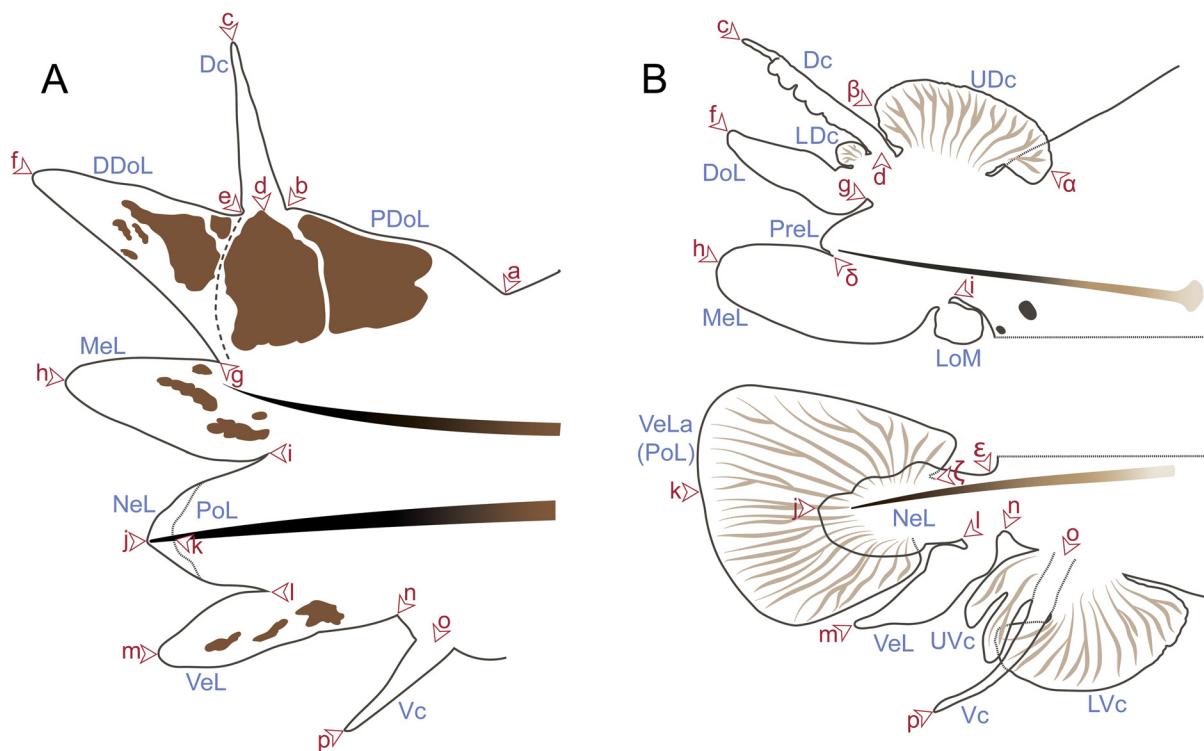 A
c
Dc
f
DDoL
e
d
b
PDoL
a
MeL
h
g
i
NeL
PoL
j
k
l
n
o
m
VeL
Vc
p
B
c
Dc
UDc
β
f
LDc
DoL
d
α
g
PreL
h
δ
i
MeL
LoM
VeLa
(PoL)
ε
ζ
k
j
NeL
l
n
o
m
VeL
UVc
p
Vc
LVc